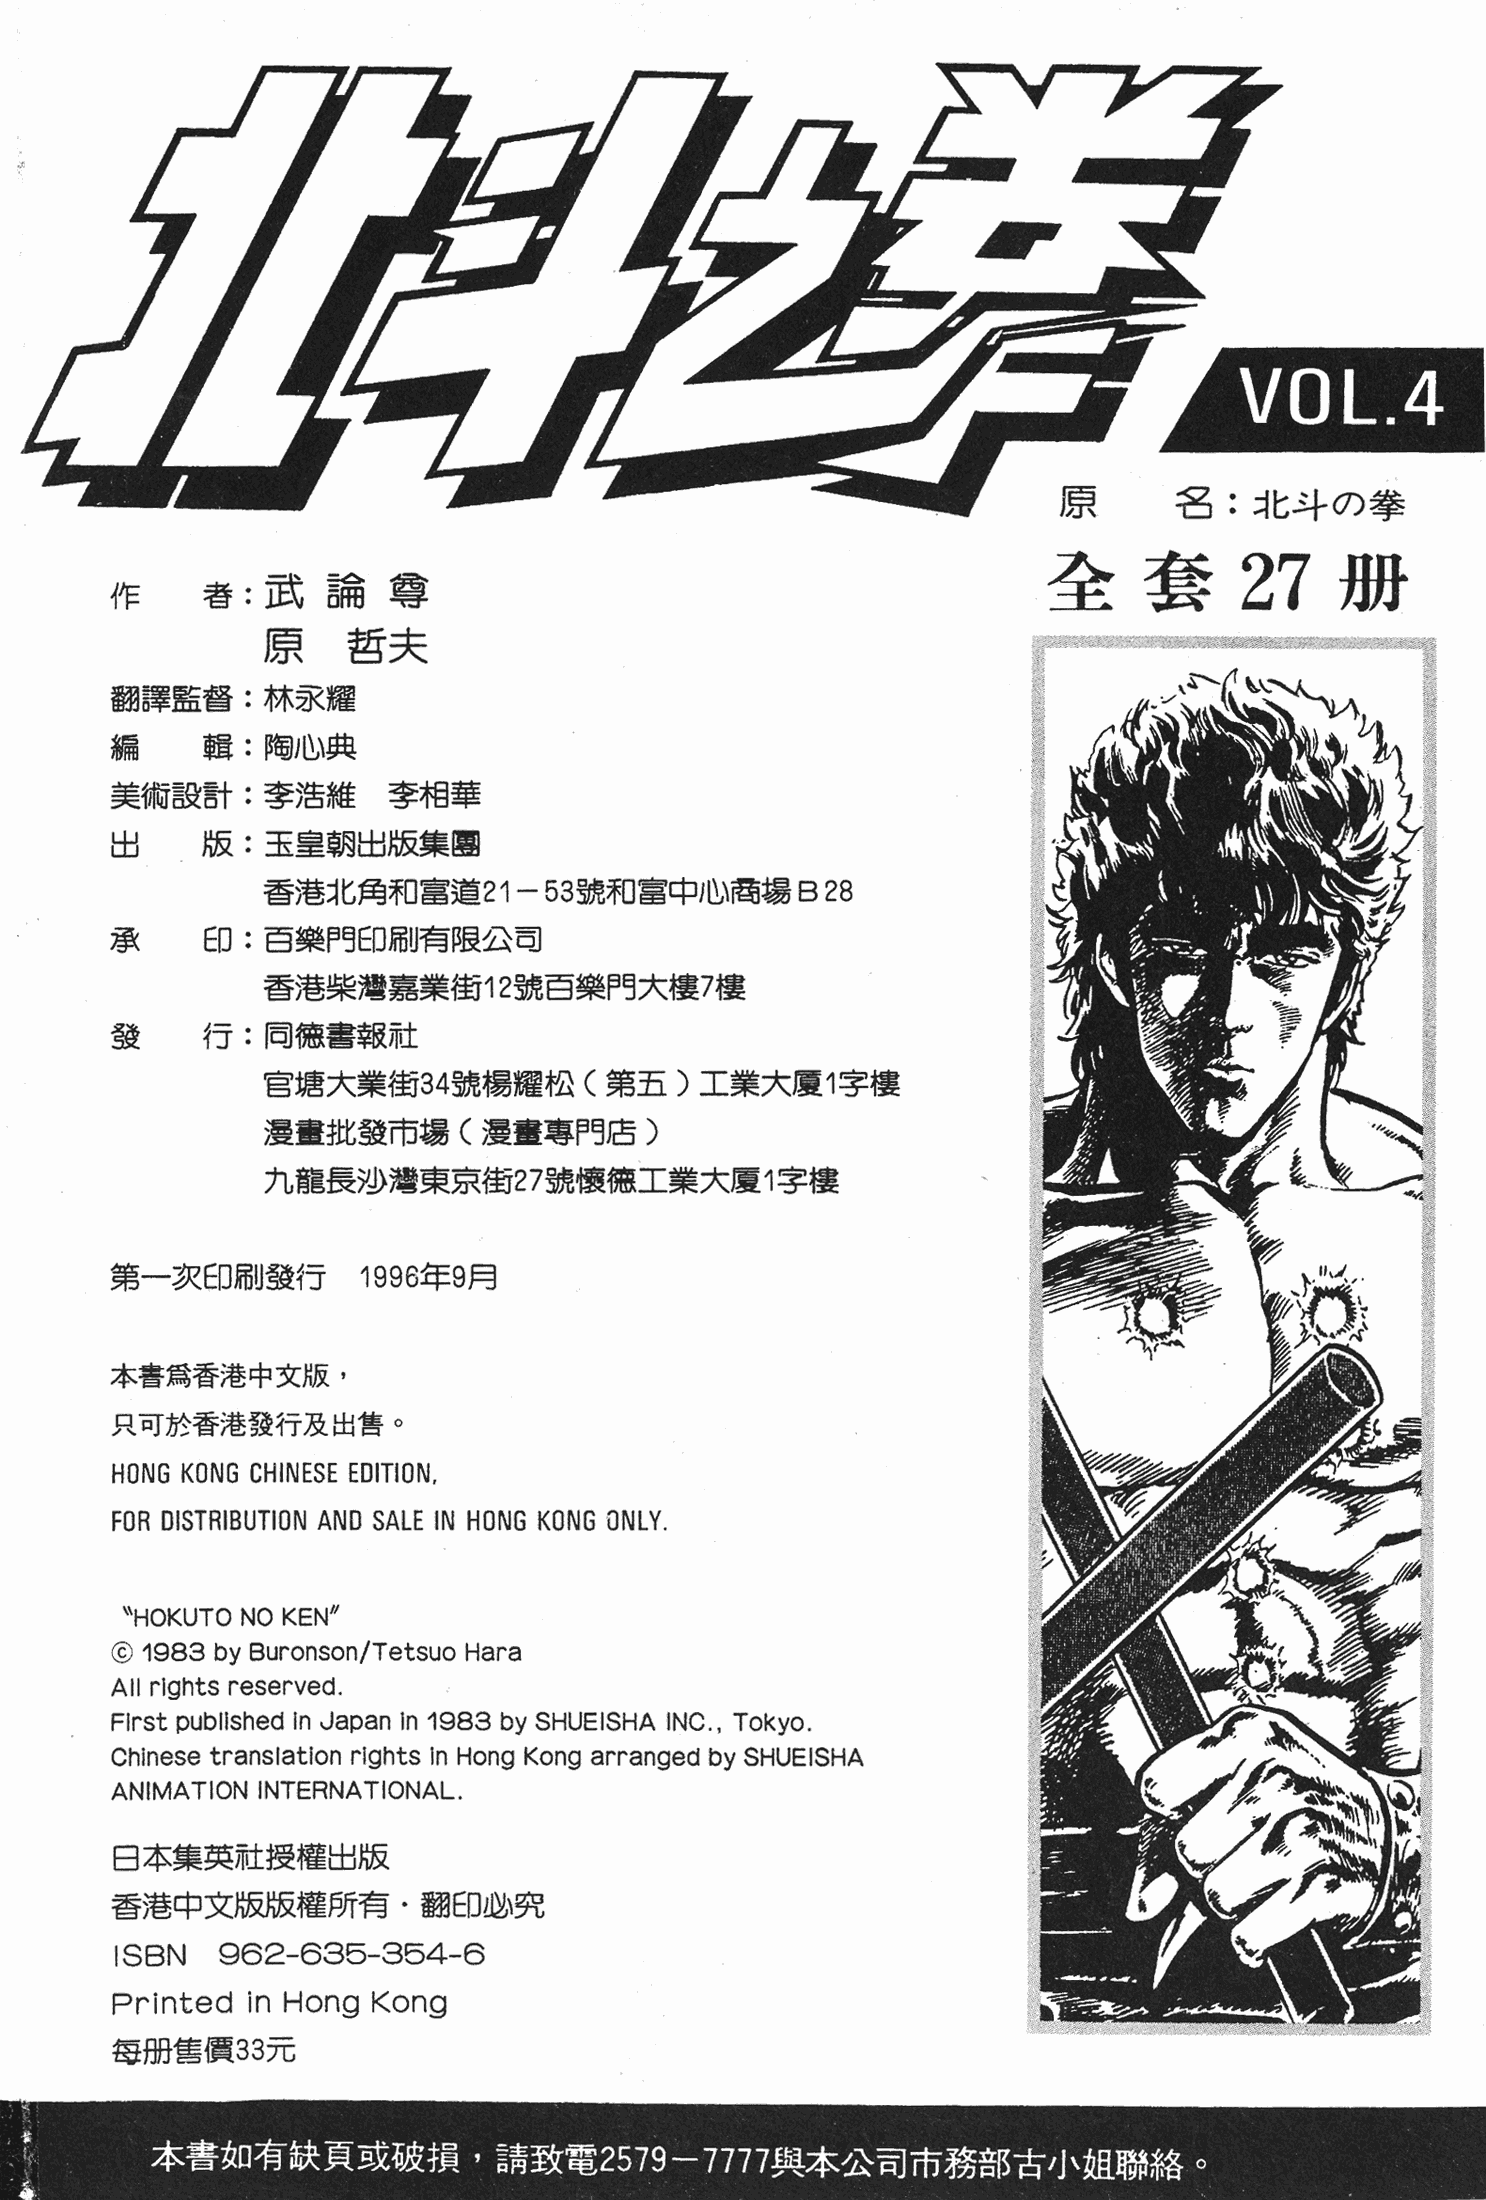 北斗之拳
VOL.4
原名：北斗の拳
全套27册
作者：武論尊
原哲夫
翻譯監督：林永耀
編輯：陶心典
美術設計：李浩維 李相華
出版：玉皇朝出版集團
香港北角和富道21－53號和富中心商場B28
承印：百樂門印刷有限公司
香港柴灣嘉業街12號百樂門大樓7樓
發行：同德書報社
官塘大業街34號楊耀松（第五）工業大廈1字樓
漫畫批發市場（漫畫專門店）
九龍長沙灣東京街27號懷德工業大廈1字樓
第一次印刷發行 1996年9月
本書爲香港中文版，
只可於香港發行及出售。
HONG KONG CHINESE EDITION,
FOR DISTRIBUTION AND SALE IN HONG KONG ONLY.
"HOKUTO NO KEN"
© 1983 by Buronson/Tetsuo Hara
All rights reserved.
First published in Japan in 1983 by SHUEISHA INC., Tokyo.
Chinese translation rights in Hong Kong arranged by SHUEISHA
ANIMATION INTERNATIONAL.
日本集英社授權出版
香港中文版版權所有·翻印必究
ISBN 962-635-354-6
Printed in Hong Kong
每册售價33元
本書如有缺頁或破損，請致電2579－7777與本公司市務部古小姐聯絡。